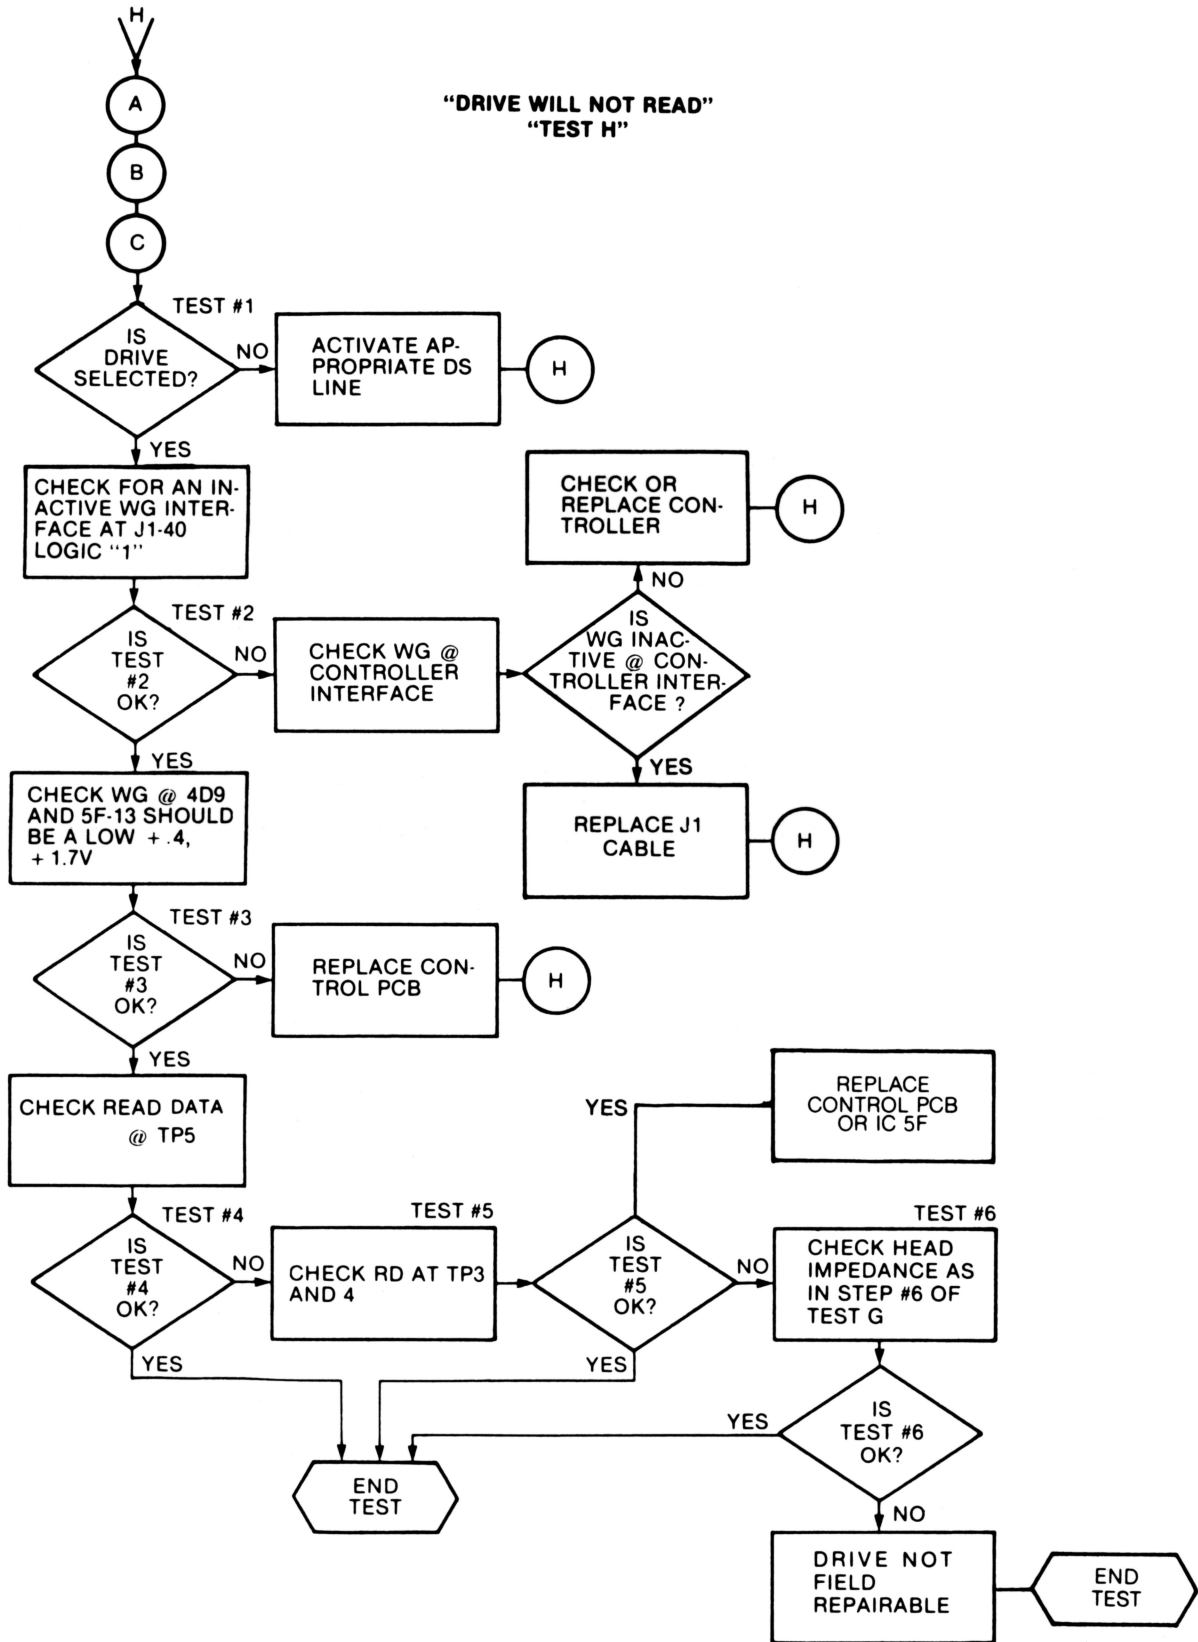 H
A
"DRIVE WILL NOT READ"
"TEST H"
B
C
TEST #1
IS
DRIVE
SELECTED?
NO
ACTIVATE AP-
PROPRIATE DS
LINE
H
YES
CHECK FOR AN IN-
ACTIVE WG INTER-
FACE AT J1-40
LOGIC "1"
CHECK OR
REPLACE CON-
TROLLER
H
NO
TEST #2
IS
TEST
#2
OK?
NO
CHECK WG @
CONTROLLER
INTERFACE
IS
WG INAC-
TIVE @ CON-
TROLLER INTER-
FACE ?
YES
YES
CHECK WG @ 4D9
AND 5F-13 SHOULD
BE A LOW + .4,
+ 1.7V
REPLACE J1
CABLE
H
TEST #3
IS
TEST
#3
OK?
NO
REPLACE CON-
TROL PCB
H
YES
CHECK READ DATA
@ TP5
YES
REPLACE
CONTROL PCB
OR IC 5F
TEST #4
IS
TEST
#4
OK?
NO
TEST #5
CHECK RD AT TP3
AND 4
IS
TEST
#5
OK?
NO
TEST #6
CHECK HEAD
IMPEDANCE AS
IN STEP #6 OF
TEST G
YES
YES
YES
IS
TEST #6
OK?
END
TEST
NO
DRIVE NOT
FIELD
REPAIRABLE
END
TEST